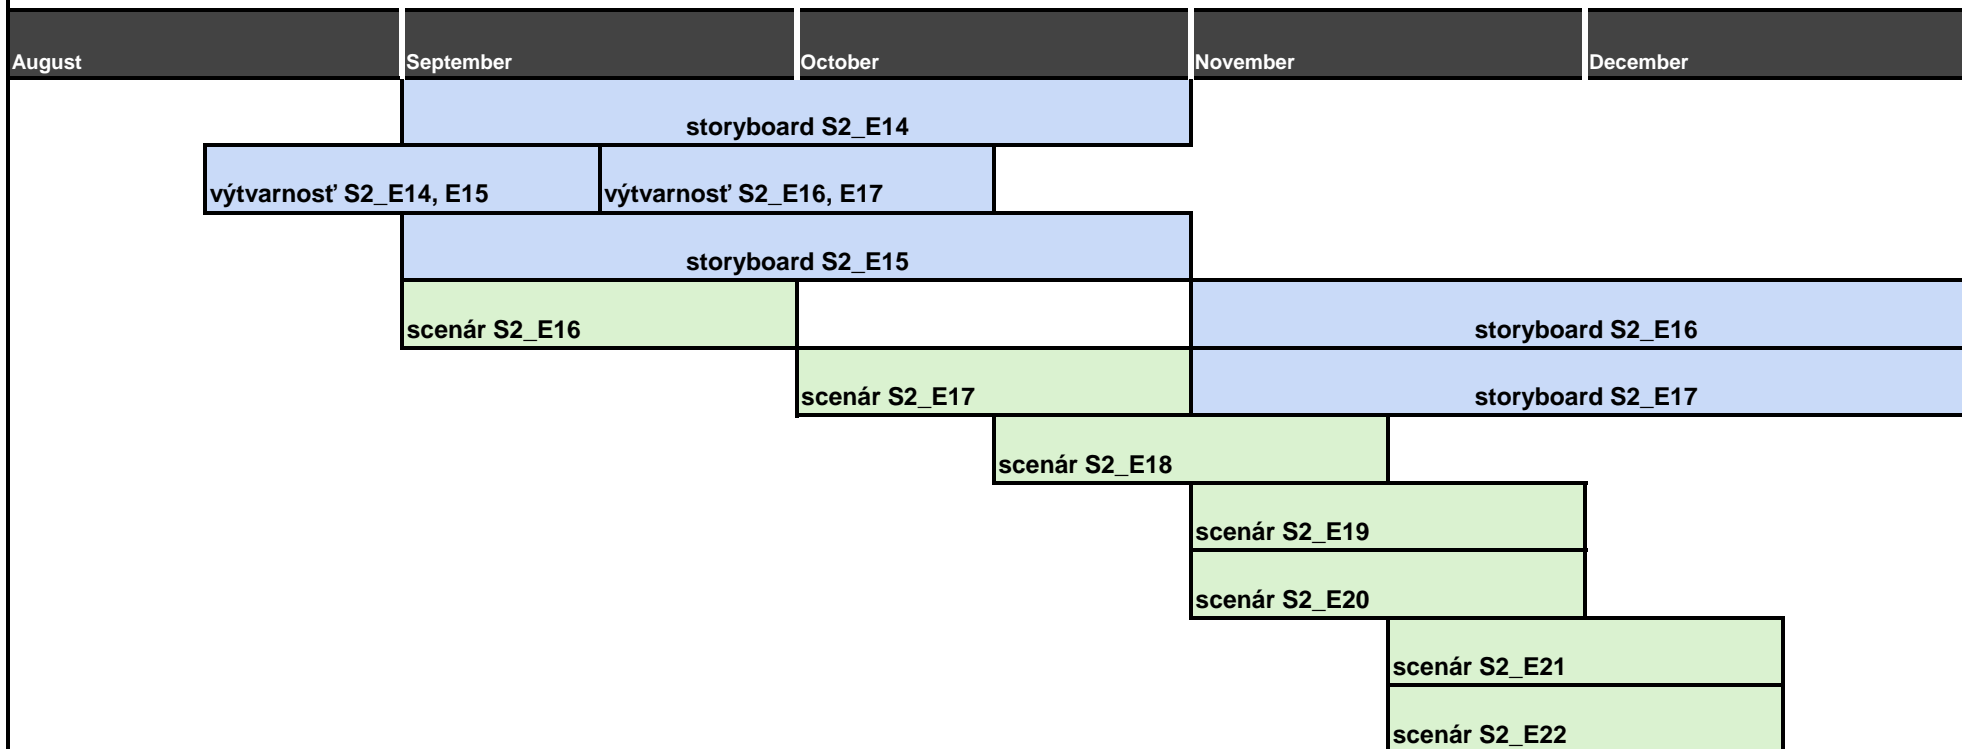 August September October November December
storyboard S2_E14
výtvarnosť S2_E14, E15 výtvarnosť S2_E16, E17
storyboard S2_E15
scenár S2_E16 storyboard S2_E16
scenár S2_E17 storyboard S2_E17
scenár S2_E18
scenár S2_E19
scenár S2_E20
scenár S2_E21
scenár S2_E22